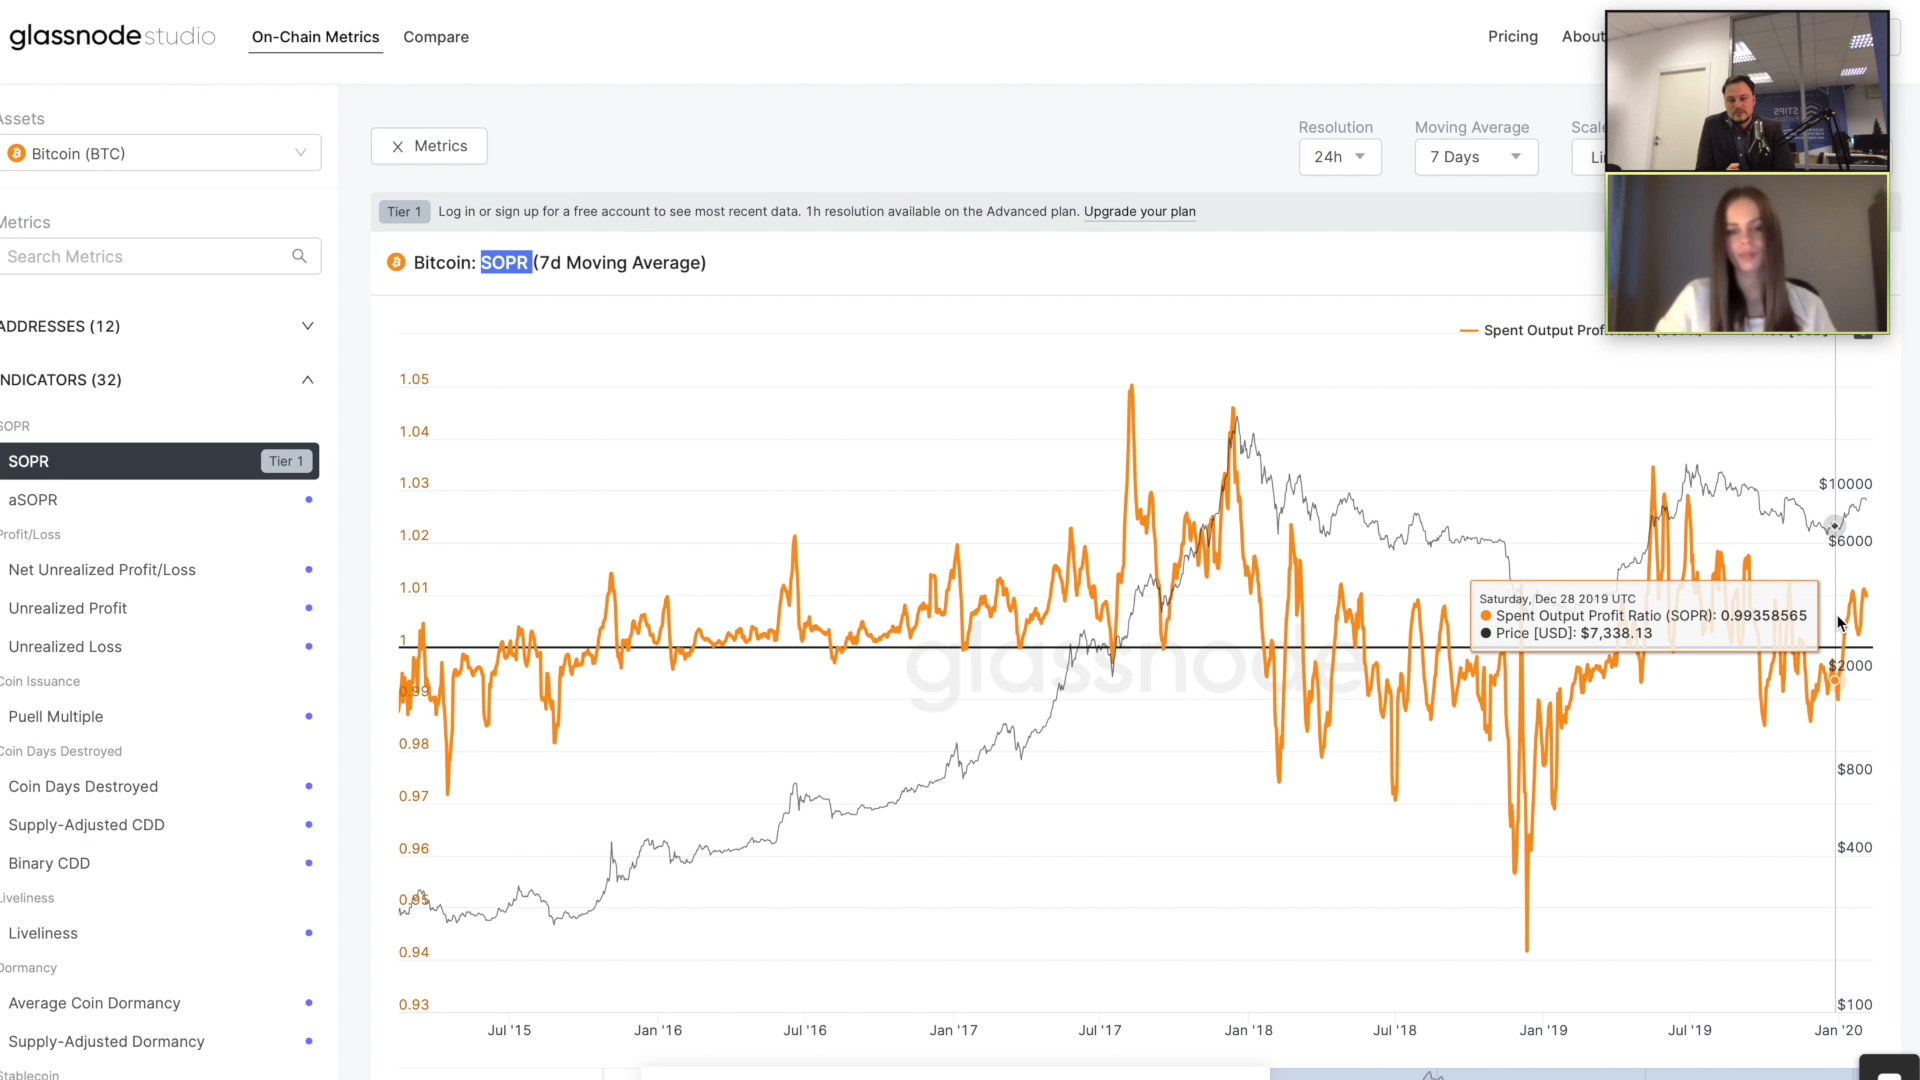 glassnode studio
On-Chain Metrics
Compare
Pricing
About
Assets
Bitcoin (BTC)
Metrics
Search Metrics
ADDRESSES (12)
INDICATORS (32)
SOPR
SOPR
Tier 1
aSOPR
Profit/Loss
Net Unrealized Profit/Loss
Unrealized Profit
Unrealized Loss
Coin Issuance
Puell Multiple
Coin Days Destroyed
Coin Days Destroyed
Supply-Adjusted CDD
Binary CDD
Liveliness
Liveliness
Dormancy
Average Coin Dormancy
Supply-Adjusted Dormancy
Stablecoin
Metrics
Resolution
24h
Moving Average
7 Days
Scale
Li
Tier 1
Log in or sign up for a free account to see most recent data. 1h resolution available on the Advanced plan. Upgrade your plan
Bitcoin: SOPR (7d Moving Average)
Spent Output Prof
1.05
1.04
1.03
1.02
1.01
1
0.99
0.98
0.97
0.96
0.95
0.94
0.93
$10000
$6000
$2000
$800
$400
$100
Saturday, Dec 28 2019 UTC
Spent Output Profit Ratio (SOPR): 0.99358565
Price [USD]: $7,338.13
glassnode
Jul '15
Jan '16
Jul '16
Jan '17
Jul '17
Jan '18
Jul '18
Jan '19
Jul '19
Jan '20